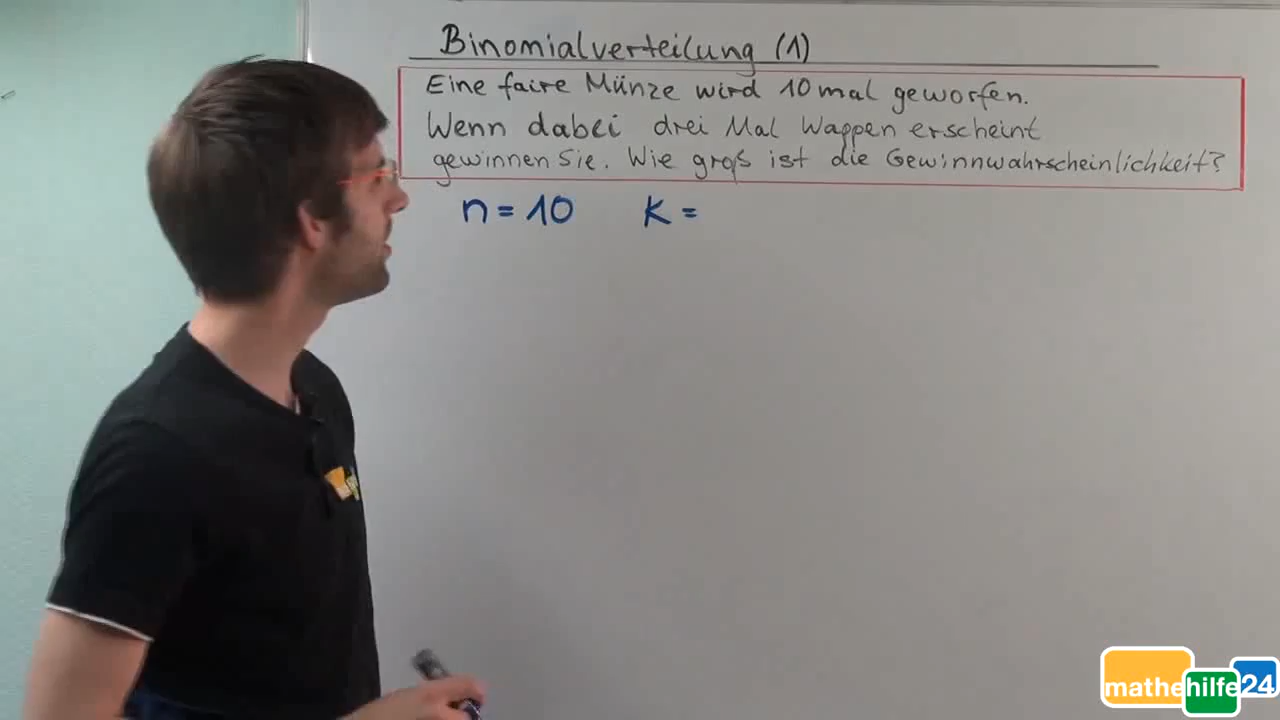 Binomialverteilung (1)
Eine faire Münze wird 10 mal geworfen.
Wenn dabei drei Mal Wappen erscheint
gewinnen Sie. Wie groß ist die Gewinnwahrscheinlichkeit?
n = 10 k =
mathehilfe24